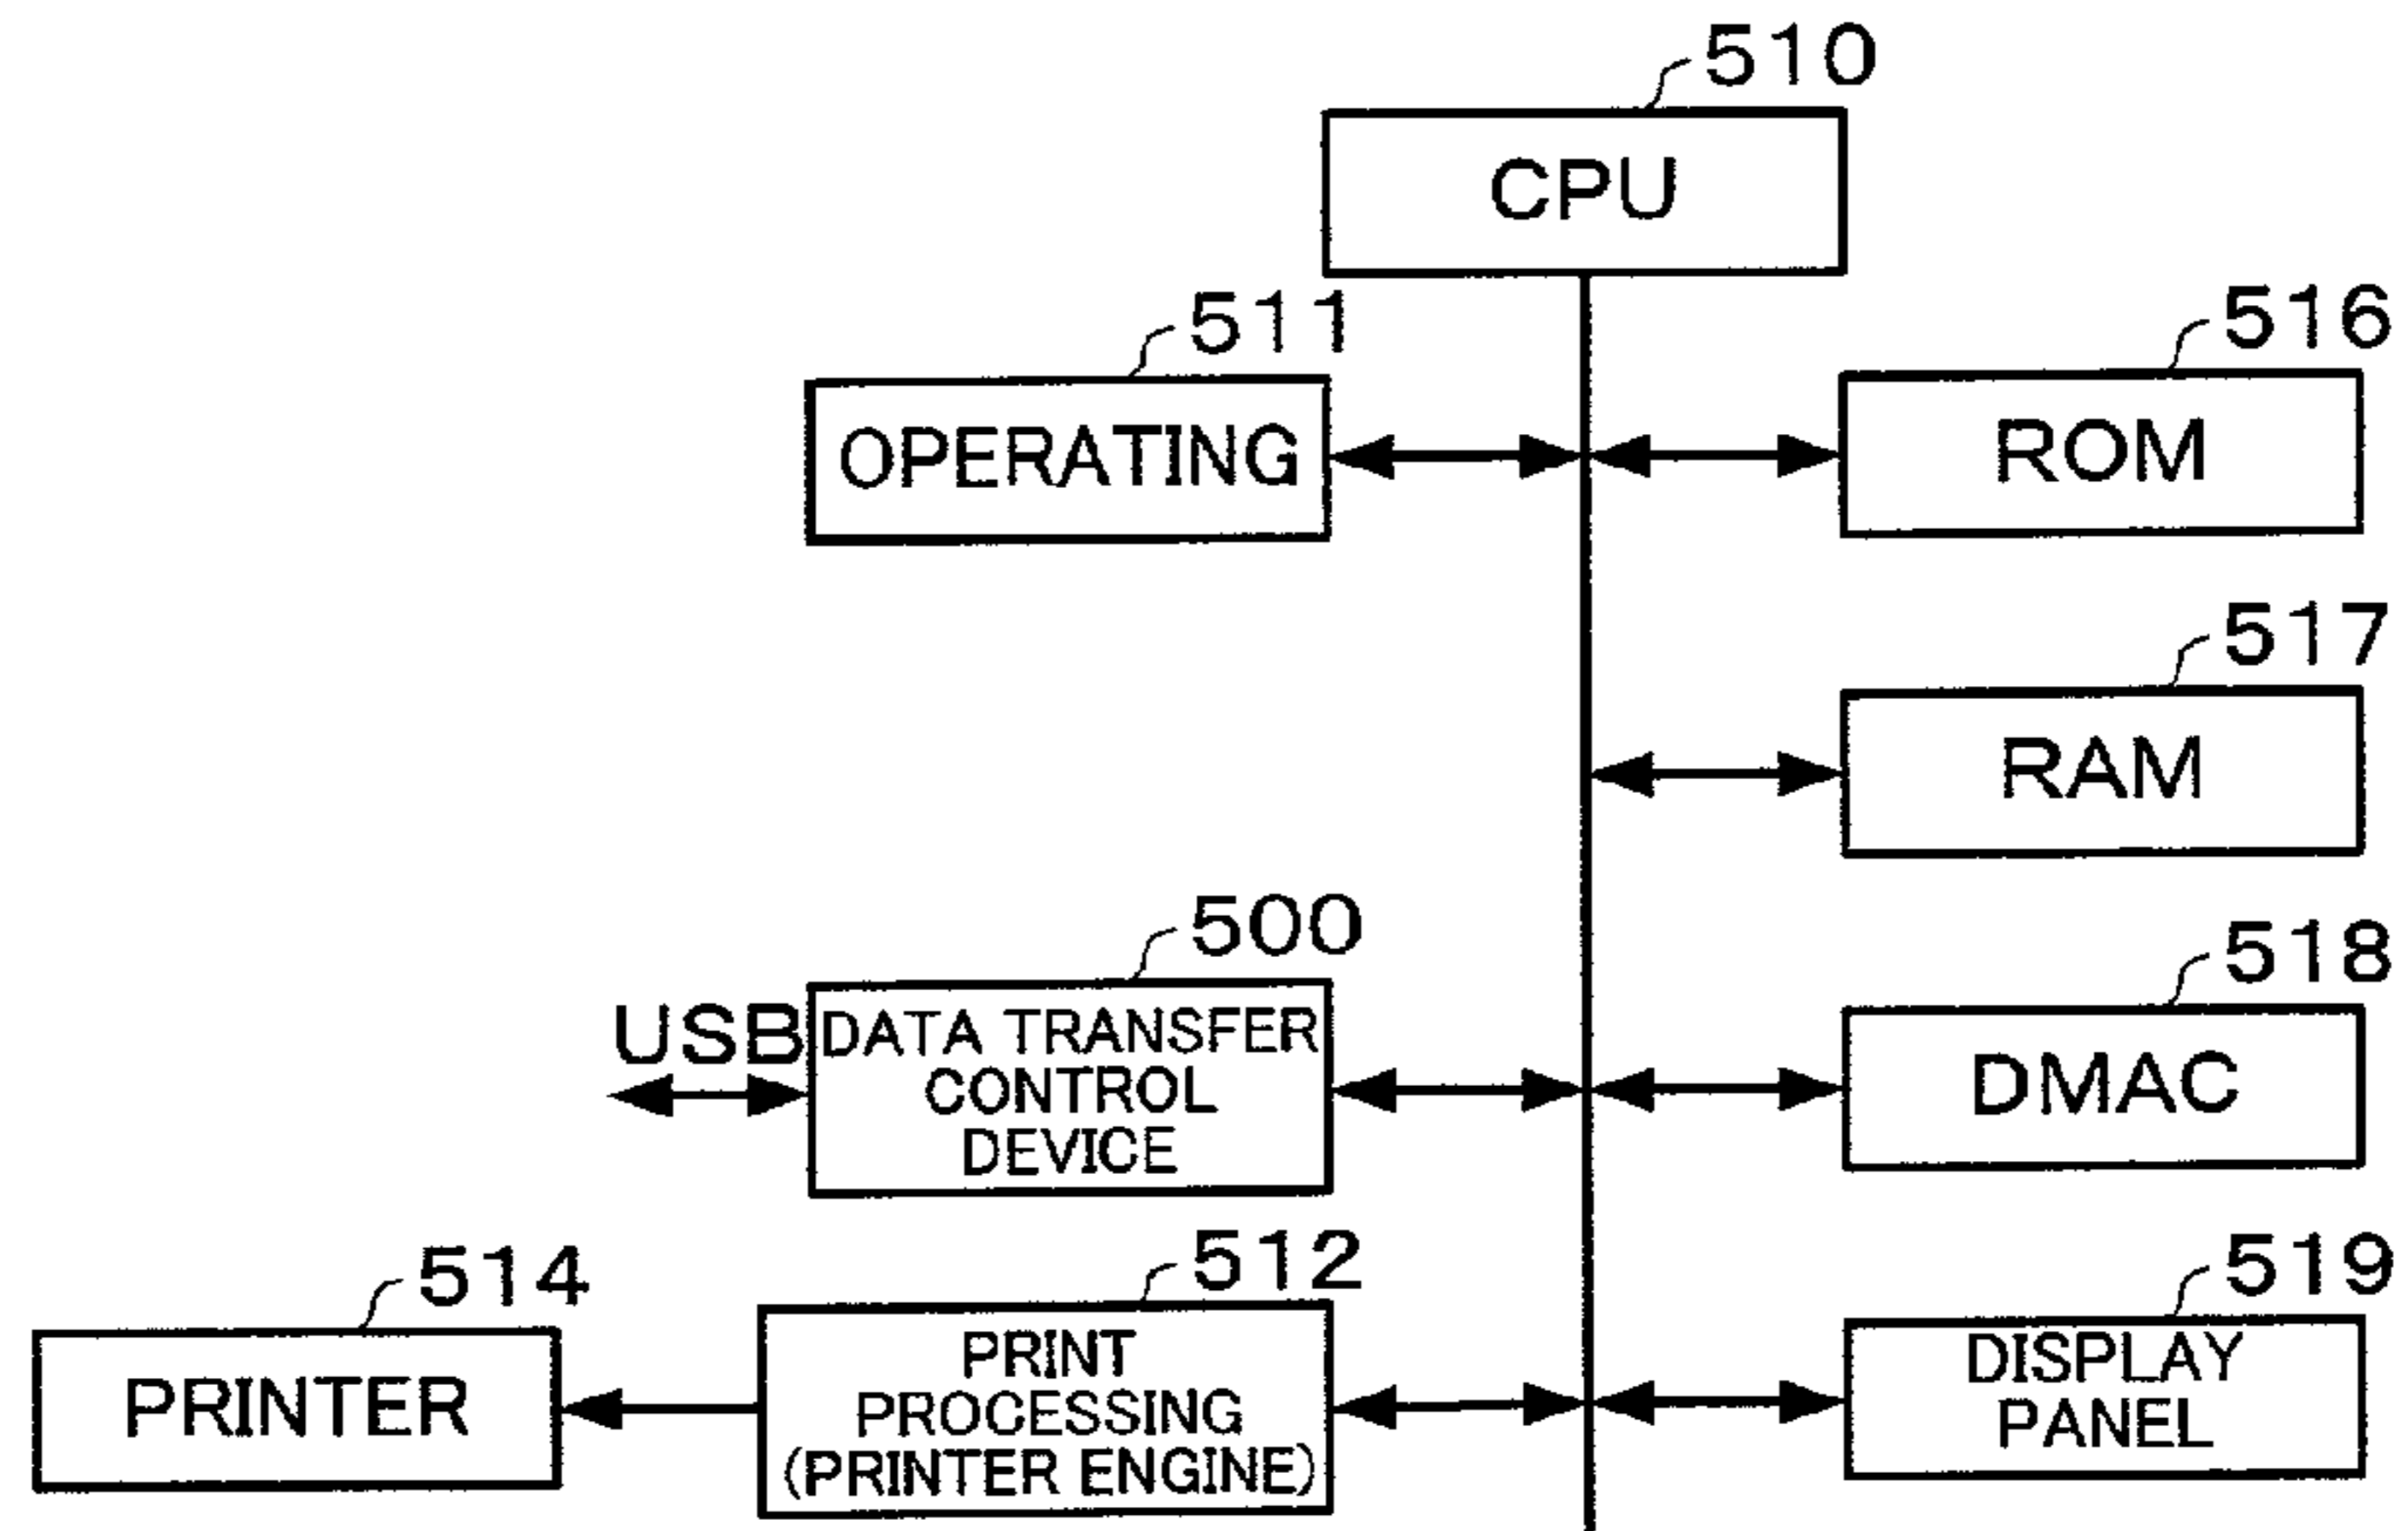 510
CPU
511
OPERATING
516
ROM
517
RAM
500
USB
DATA TRANSFER
CONTROL
DEVICE
518
DMAC
514
PRINTER
512
PRINT
PROCESSING
(PRINTER ENGINE)
519
DISPLAY
PANEL